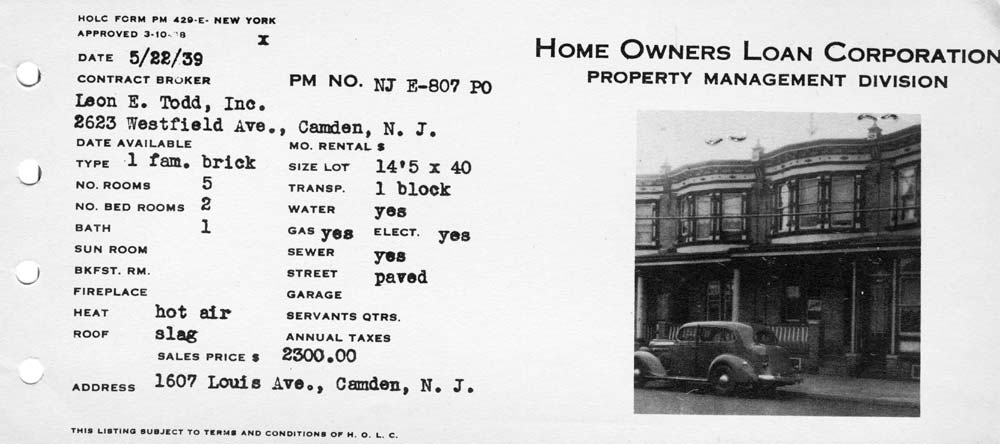 HOLC FORM PM 429-E- NEW YORK
APPROVED 3-10-38
X
DATE 5/22/39
CONTRACT BROKER PM NO. NJ E-807 PO
Leon E. Todd, Inc.
2623 Westfield Ave., Camden, N. J.
DATE AVAILABLE MO. RENTAL $
TYPE 1 fam. brick SIZE LOT 14'5 x 40
NO. ROOMS 5 TRANSP. 1 block
NO. BED ROOMS 2 WATER yes
BATH 1 GAS yes ELECT. yes
SUN ROOM SEWER yes
BKFST. RM. STREET paved
FIREPLACE GARAGE
HEAT hot air SERVANTS QTRS.
ROOF slag ANNUAL TAXES
SALES PRICE $ 2300.00
ADDRESS 1607 Louis Ave., Camden, N. J.
THIS LISTING SUBJECT TO TERMS AND CONDITIONS OF H. O. L. C.
HOME OWNERS LOAN CORPORATION
PROPERTY MANAGEMENT DIVISION